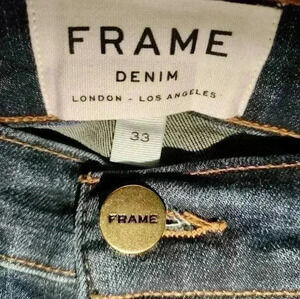 FRAME
DENIM
LONDON - LOS ANGELES
33
FRAME